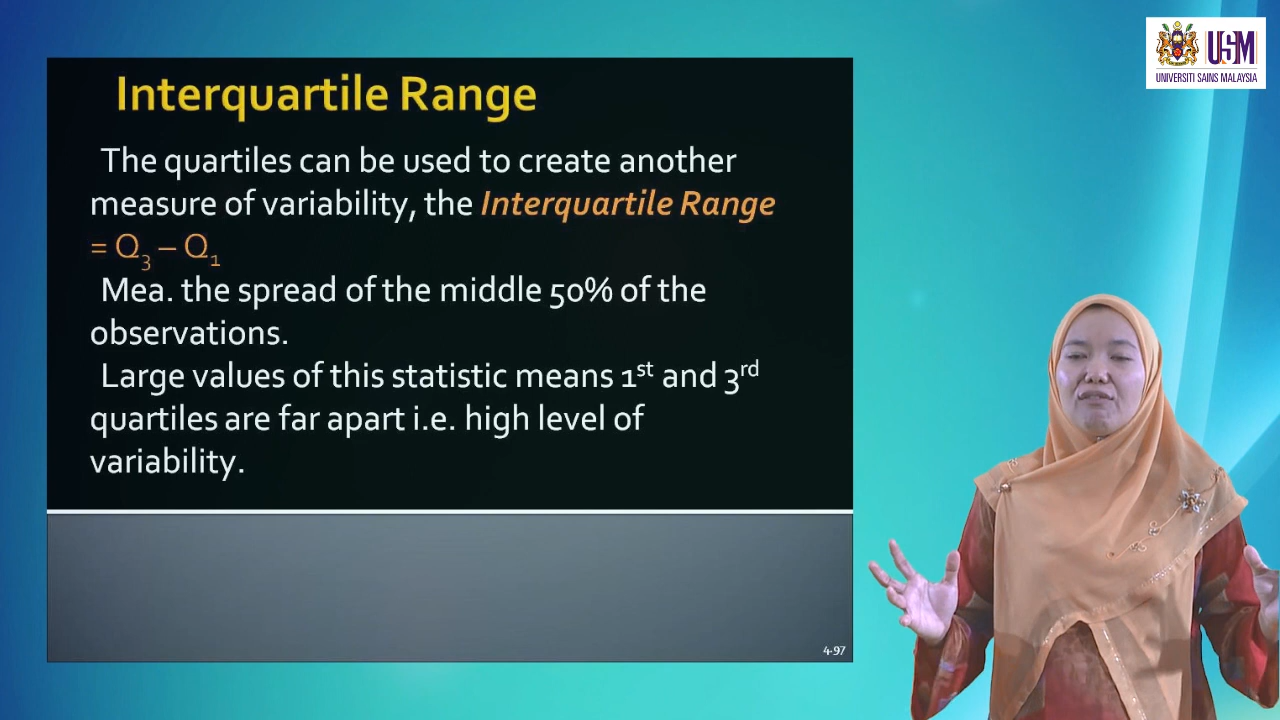 USM
UNIVERSITI SAINS MALAYSIA
Interquartile Range
The quartiles can be used to create another
measure of variability, the Interquartile Range
= Q₃ – Q₁
Mea. the spread of the middle 50% of the
observations.
Large values of this statistic means 1st and 3rd
quartiles are far apart i.e. high level of
variability.
4-97